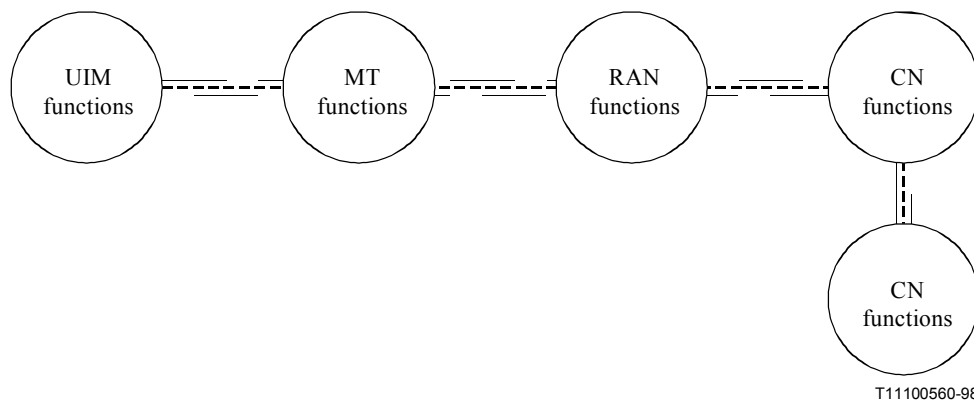 UIM
functions
MT
functions
RAN
functions
CN
functions
CN
functions
T11100560-98